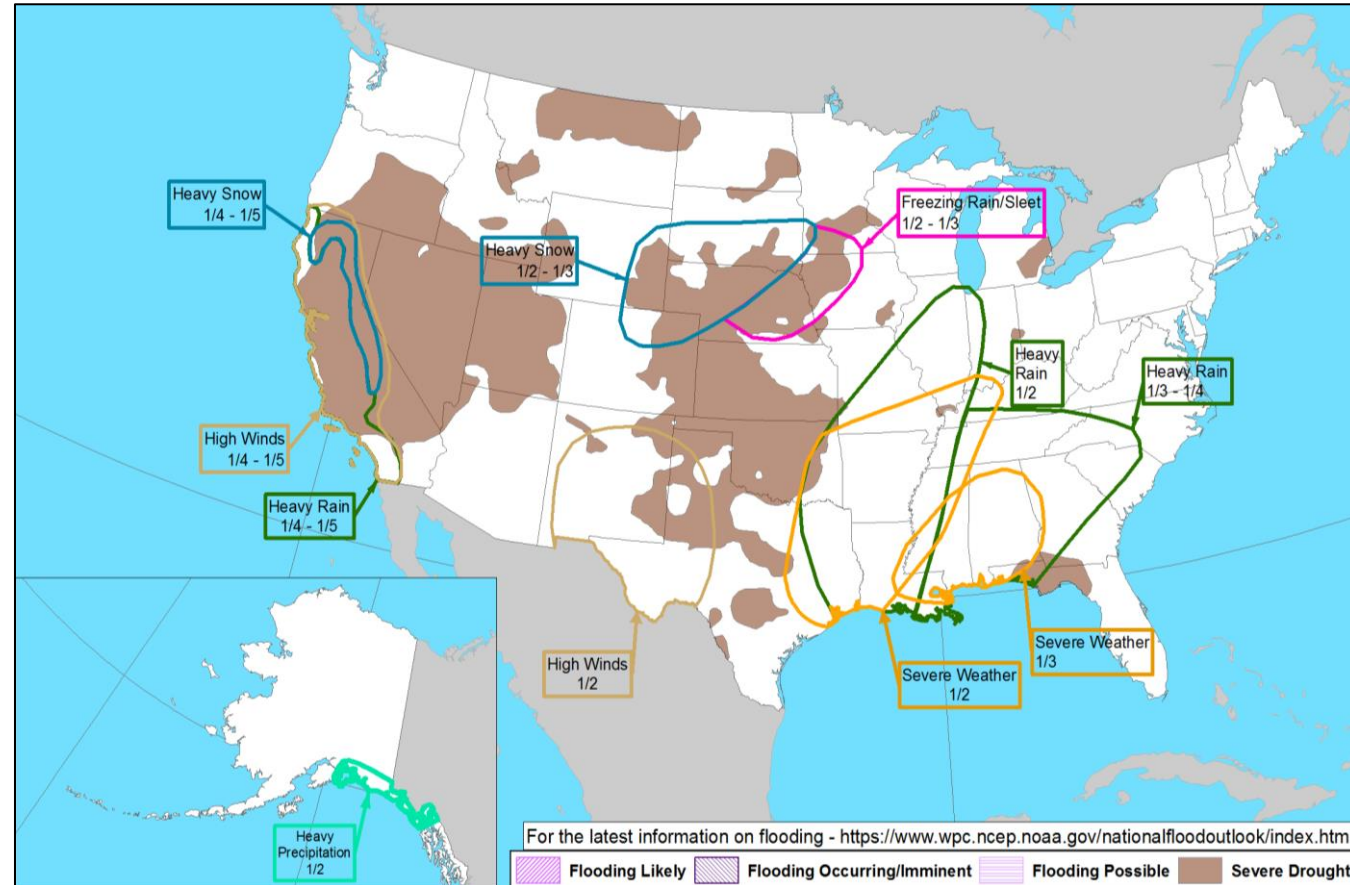 Heavy Snow
1/4 - 1/5
Freezing Rain/Sleet
1/2 - 1/3
Heavy Snow
1/2 - 1/3
Heavy
Rain
1/2
Heavy Rain
1/3 - 1/4
High Winds
1/4 - 1/5
Heavy Rain
1/4 - 1/5
High Winds
1/2
Severe Weather
1/2
Severe Weather
1/3
Heavy
Precipitation
1/2
For the latest information on flooding - https://www.wpc.ncep.noaa.gov/nationalfloodoutlook/index.htm
Flooding Likely
Flooding Occurring/Imminent
Flooding Possible
Severe Drought